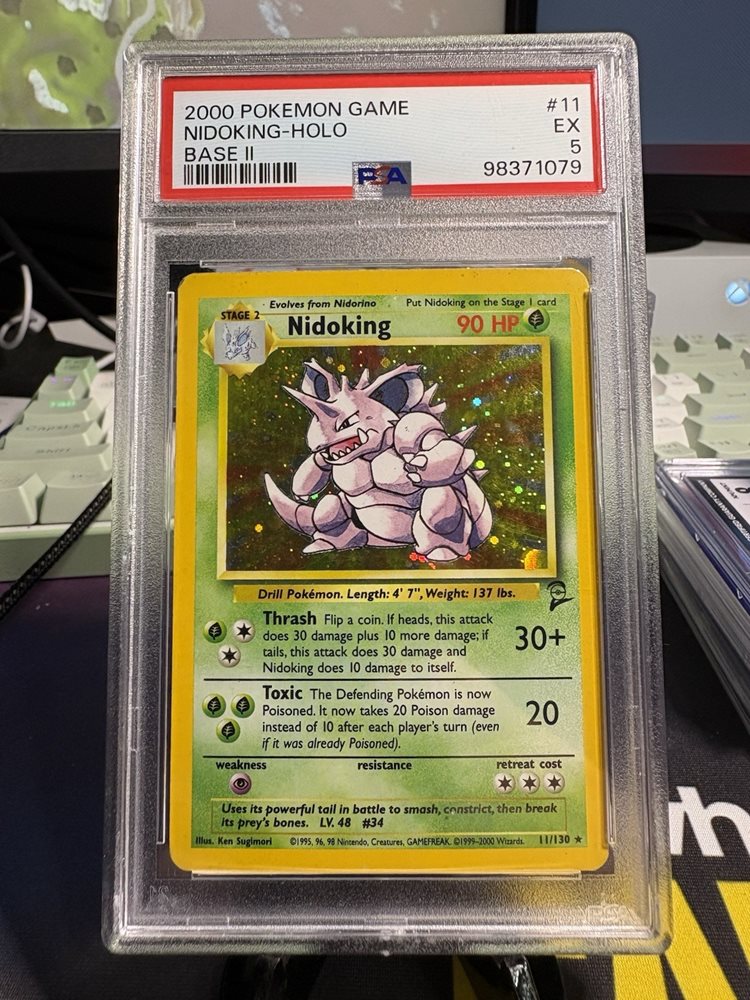 2000 POKEMON GAME #11
NIDOKING-HOLO EX
BASE II 5
PSA 98371079
Evolves from Nidorino Put Nidoking on the Stage 1 card
STAGE 2
Nidoking 90 HP
Drill Pokémon. Length: 4' 7", Weight: 137 lbs.
Thrash Flip a coin. If heads, this attack
does 30 damage plus 10 more damage; if
tails, this attack does 30 damage and
Nidoking does 10 damage to itself.
30+
Toxic The Defending Pokémon is now
Poisoned. It now takes 20 Poison damage
instead of 10 after each player's turn (even
if it was already Poisoned).
20
weakness resistance retreat cost
Uses its powerful tail in battle to smash, constrict, then break
its prey's bones. LV. 48 #34
Illus. Ken Sugimori ©1995, 96, 98 Nintendo, Creatures, GAMEFREAK. ©1999-2000 Wizards. 11/130 ★